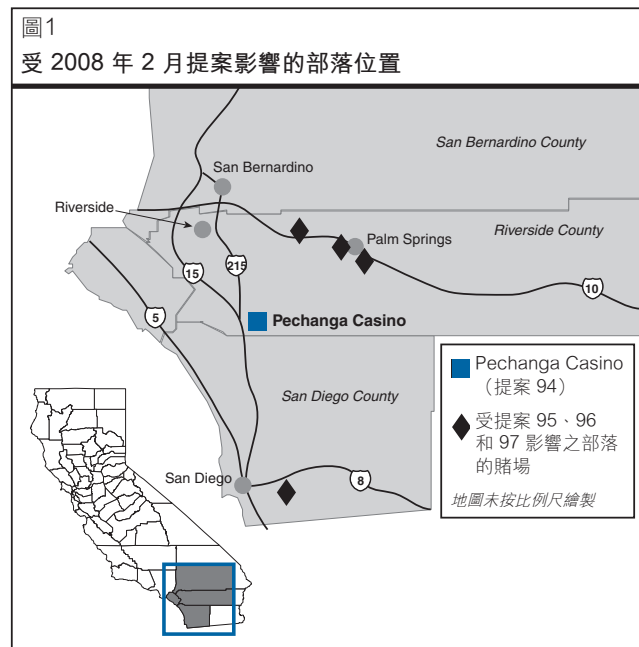 圖1
受 2008 年 2 月提案影響的部落位置
San Bernardino County
San Bernardino
Riverside
Palm Springs
Riverside County
15
215
10
5
Pechanga Casino
San Diego County
San Diego
8
Pechanga Casino
（提案 94）
受提案 95、96
和 97 影響之部落
的賭場
地圖未按比例尺繪製